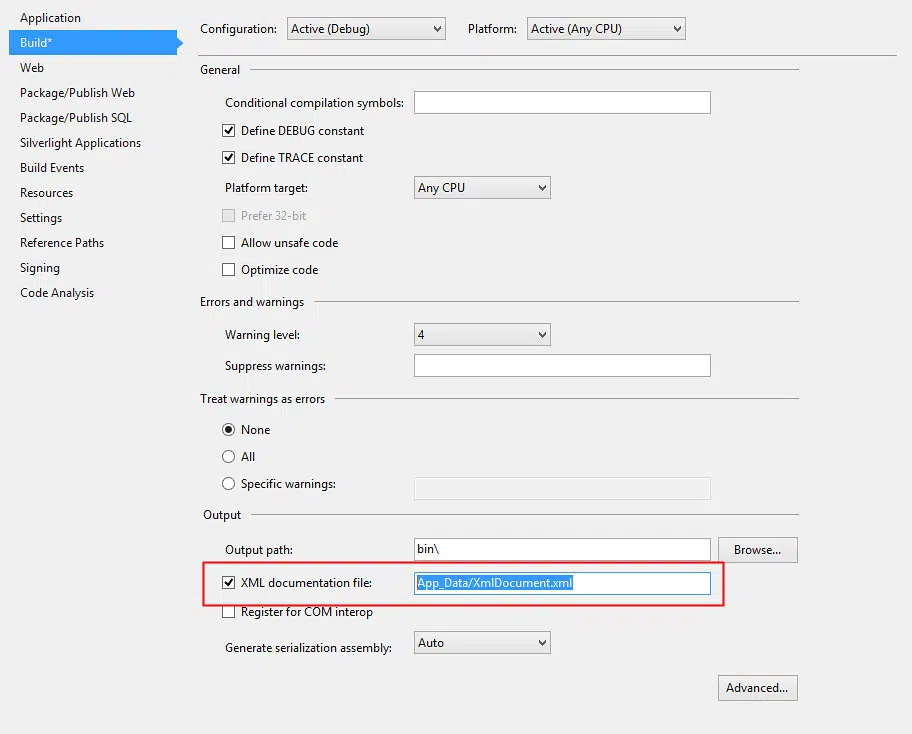 Application
Build*
Web
Package/Publish Web
Package/Publish SQL
Silverlight Applications
Build Events
Resources
Settings
Reference Paths
Signing
Code Analysis
Configuration: Active (Debug) Platform: Active (Any CPU)
General
Conditional compilation symbols:
Define DEBUG constant
Define TRACE constant
Platform target: Any CPU
Prefer 32-bit
Allow unsafe code
Optimize code
Errors and warnings
Warning level: 4
Suppress warnings:
Treat warnings as errors
None
All
Specific warnings:
Output
Output path: bin\ Browse...
XML documentation file: App_Data/XmlDocument.xml
Register for COM interop
Generate serialization assembly: Auto
Advanced...